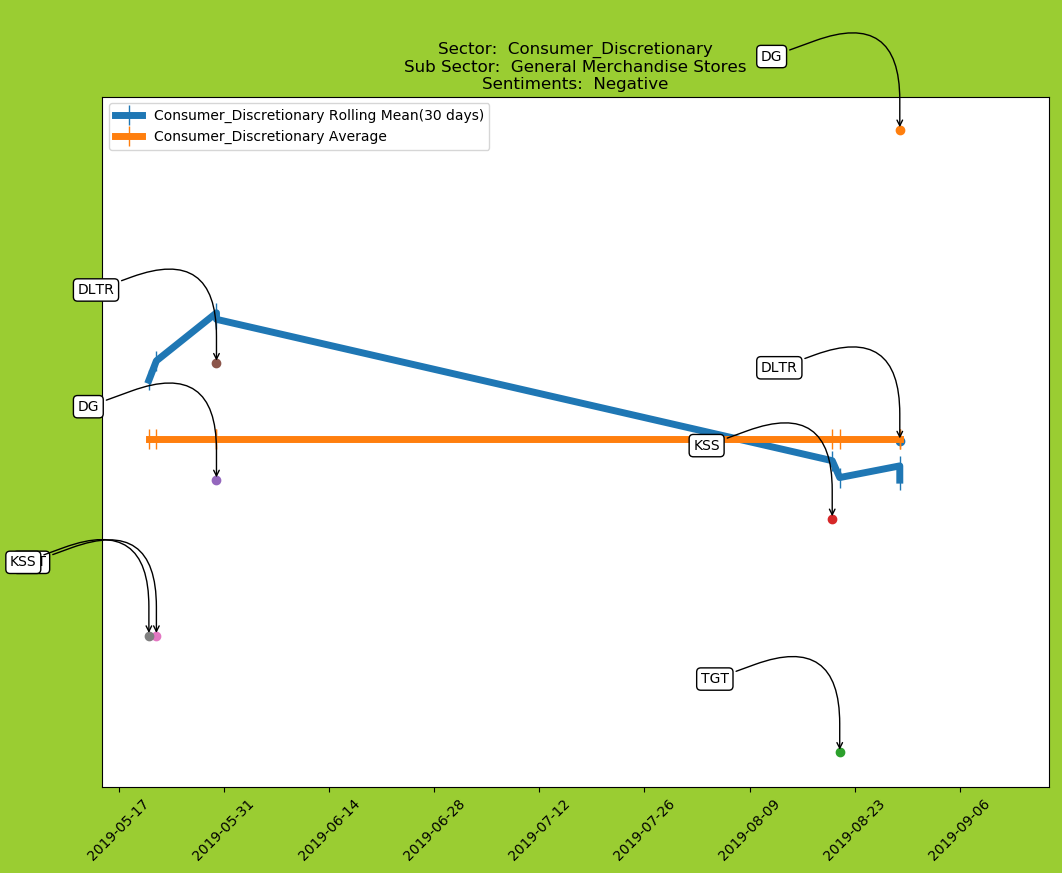 Sector:  Consumer_Discretionary
Sub Sector:  General Merchandise Stores
Sentiments:  Negative
DG
Consumer_Discretionary Rolling Mean(30 days)
Consumer_Discretionary Average
DLTR
DLTR
DG
KSS
KSS
TGT
2019-05-17
2019-05-31
2019-06-14
2019-06-28
2019-07-12
2019-07-26
2019-08-09
2019-08-23
2019-09-06